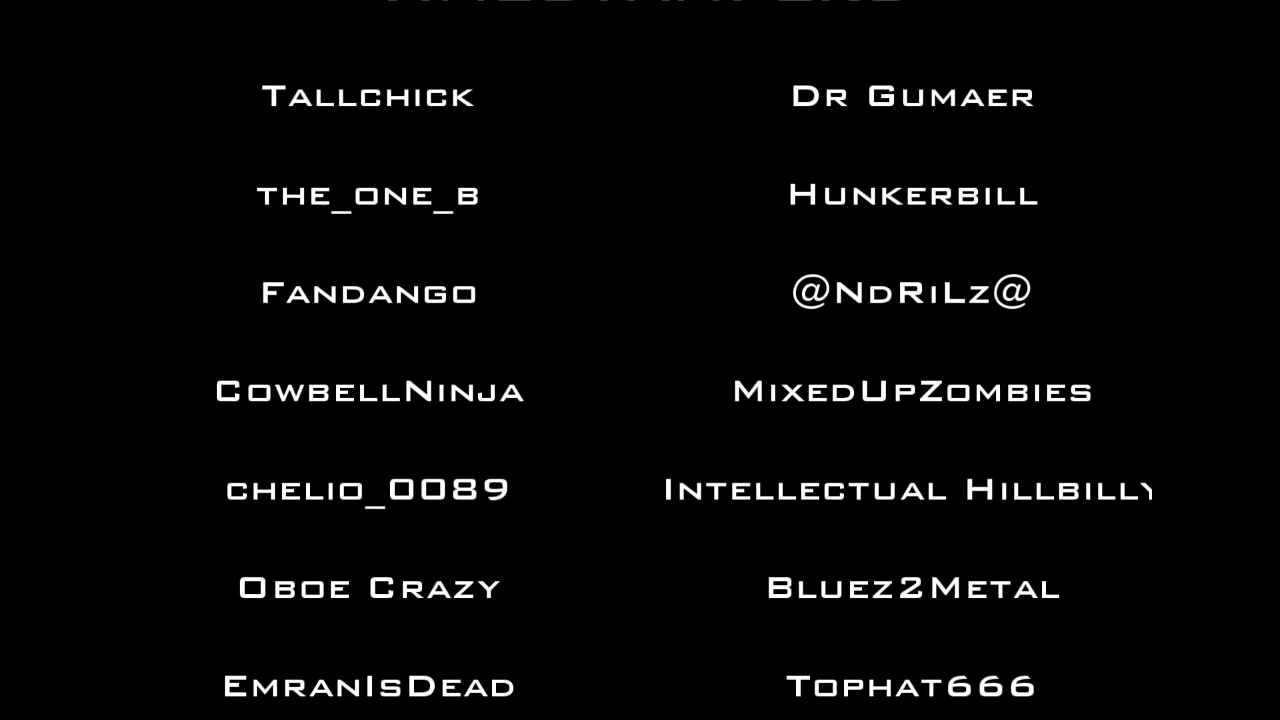 Tallchick Dr Gumaer
the_one_b Hunkerbill
Fandango @NdRiLz@
CowbellNinja MixedUpZombies
chelio_0089 Intellectual Hillbilly
Oboe Crazy Bluez2Metal
EmranIsDead Tophat666